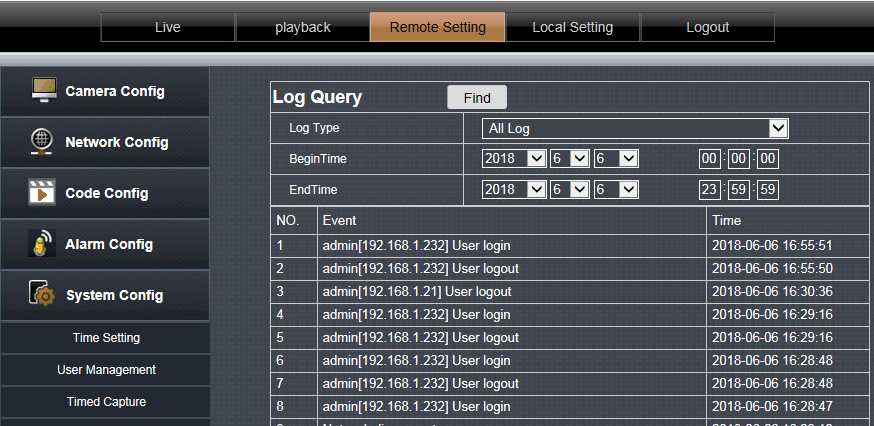 Live playback Remote Setting Local Setting Logout
Camera Config
Network Config
Code Config
Alarm Config
System Config
Time Setting
User Management
Timed Capture
Log Query Find
Log Type All Log
BeginTime 2018 6 6 00 : 00 : 00
EndTime 2018 6 6 23 : 59 : 59
NO. Event Time
1 admin[192.168.1.232] User login 2018-06-06 16:55:51
2 admin[192.168.1.232] User logout 2018-06-06 16:55:50
3 admin[192.168.1.21] User logout 2018-06-06 16:30:36
4 admin[192.168.1.232] User login 2018-06-06 16:29:16
5 admin[192.168.1.232] User logout 2018-06-06 16:29:16
6 admin[192.168.1.232] User login 2018-06-06 16:28:48
7 admin[192.168.1.232] User logout 2018-06-06 16:28:48
8 admin[192.168.1.232] User login 2018-06-06 16:28:47